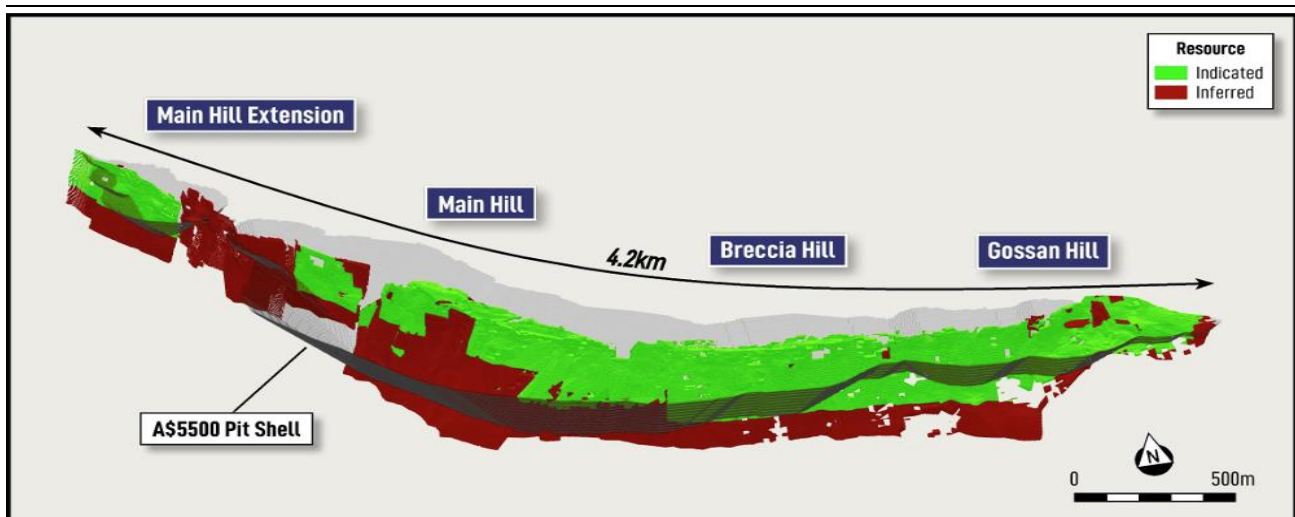 Resource
Indicated
Inferred
Main Hill Extension
Main Hill
4.2km
Breccia Hill
Gossan Hill
A$5500 Pit Shell
N
0 500m